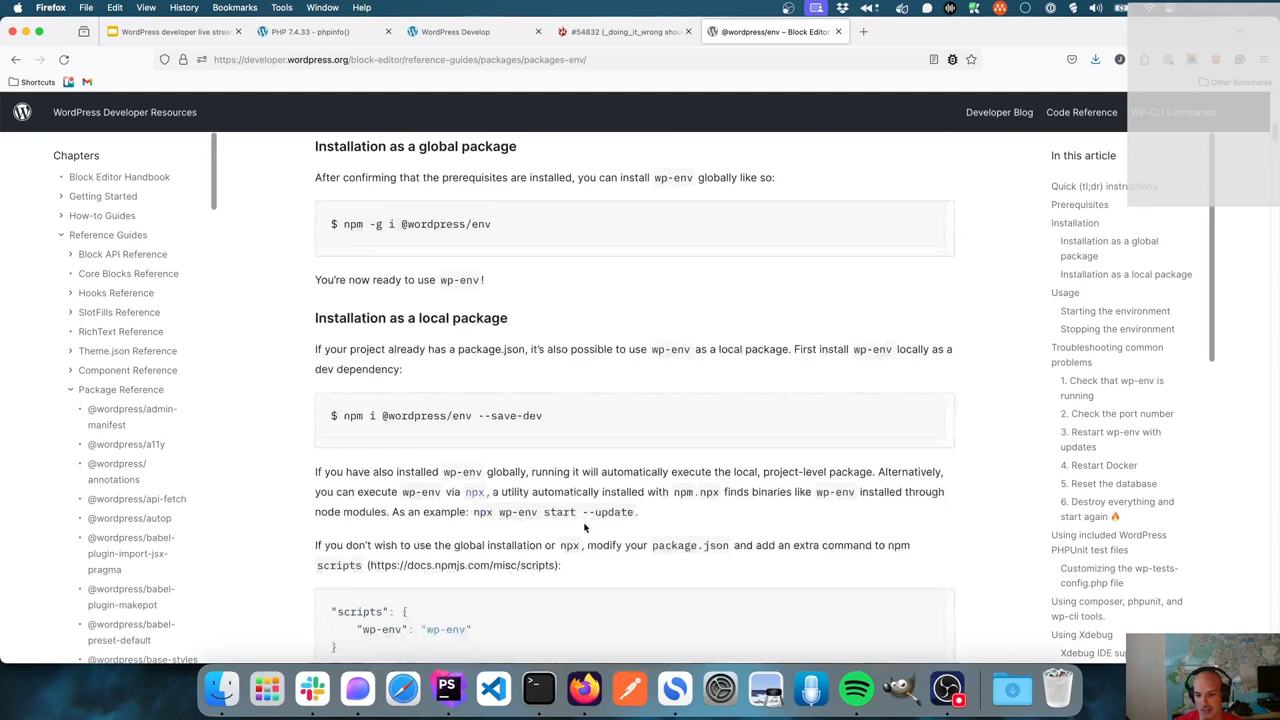 Firefox File Edit View History Bookmarks Tools Window Help
WordPress developer live strea
PHP 7.4.33 - phpinfo()
WordPress Develop
#54832 (_doing_it_wrong shou
@wordpress/env – Block Edito
https://developer.wordpress.org/block-editor/reference-guides/packages/packages-env/
Shortcuts
Other Bookmarks
WordPress Developer Resources
Developer Blog Code Reference WP-CLI Commands
Chapters
Block Editor Handbook
Getting Started
How-to Guides
Reference Guides
Block API Reference
Core Blocks Reference
Hooks Reference
SlotFills Reference
RichText Reference
Theme.json Reference
Component Reference
Package Reference
@wordpress/admin-
manifest
@wordpress/a11y
@wordpress/
annotations
@wordpress/api-fetch
@wordpress/autop
@wordpress/babel-
plugin-import-jsx-
pragma
@wordpress/babel-
plugin-makepot
@wordpress/babel-
preset-default
@wordpress/base-styles
Installation as a global package
After confirming that the prerequisites are installed, you can install wp-env globally like so:
$ npm -g i @wordpress/env
You're now ready to use wp-env!
Installation as a local package
If your project already has a package.json, it's also possible to use wp-env as a local package. First install wp-env locally as a
dev dependency:
$ npm i @wordpress/env --save-dev
If you have also installed wp-env globally, running it will automatically execute the local, project-level package. Alternatively,
you can execute wp-env via npx, a utility automatically installed with npm.npx finds binaries like wp-env installed through
node modules. As an example: npx wp-env start --update.
If you don't wish to use the global installation or npx, modify your package.json and add an extra command to npm
scripts (https://docs.npmjs.com/misc/scripts):
"scripts": {
"wp-env": "wp-env"
}
In this article
Quick (tl;dr) instructions
Prerequisites
Installation
Installation as a global
package
Installation as a local package
Usage
Starting the environment
Stopping the environment
Troubleshooting common
problems
1. Check that wp-env is
running
2. Check the port number
3. Restart wp-env with
updates
4. Restart Docker
5. Reset the database
6. Destroy everything and
start again 🔥
Using included WordPress
PHPUnit test files
Customizing the wp-tests-
config.php file
Using composer, phpunit, and
wp-cli tools.
Using Xdebug
Xdebug IDE su
PS